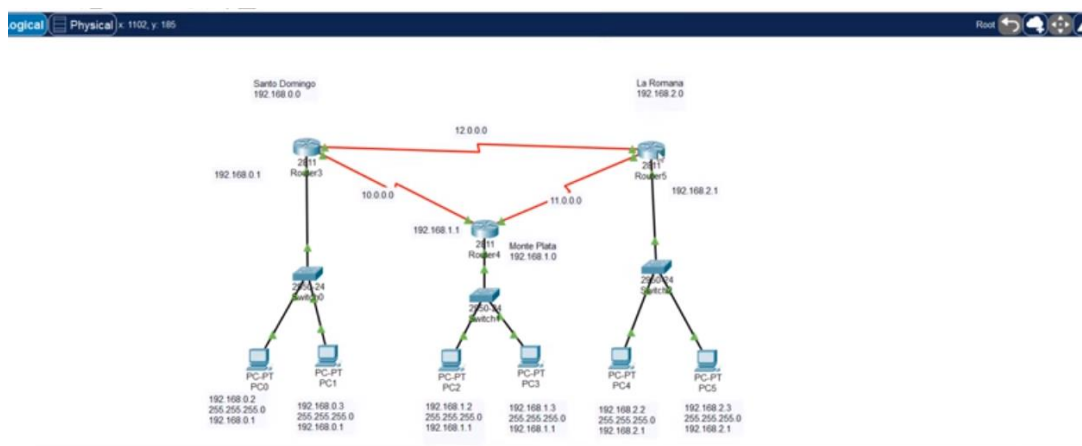 Logical Physical x: 1102, y: 185 Root
Santo Domingo
192.168.0.0
La Romana
192.168.2.0
12.0.0.0
2811
Router3
2811
Router5
192.168.0.1
10.0.0.0
11.0.0.0
192.168.2.1
192.168.1.1
2811
Router4
Monte Plata
192.168.1.0
2950-24
Switch0
2950-24
Switch1
2950-24
PC-PT
PC0
PC-PT
PC1
PC-PT
PC2
PC-PT
PC3
PC-PT
PC4
PC-PT
PC5
192.168.0.2
255.255.255.0
192.168.0.1
192.168.0.3
255.255.255.0
192.168.0.1
192.168.1.2
255.255.255.0
192.168.1.1
192.168.1.3
255.255.255.0
192.168.1.1
192.168.2.2
255.255.255.0
192.168.2.1
192.168.2.3
255.255.255.0
192.168.2.1